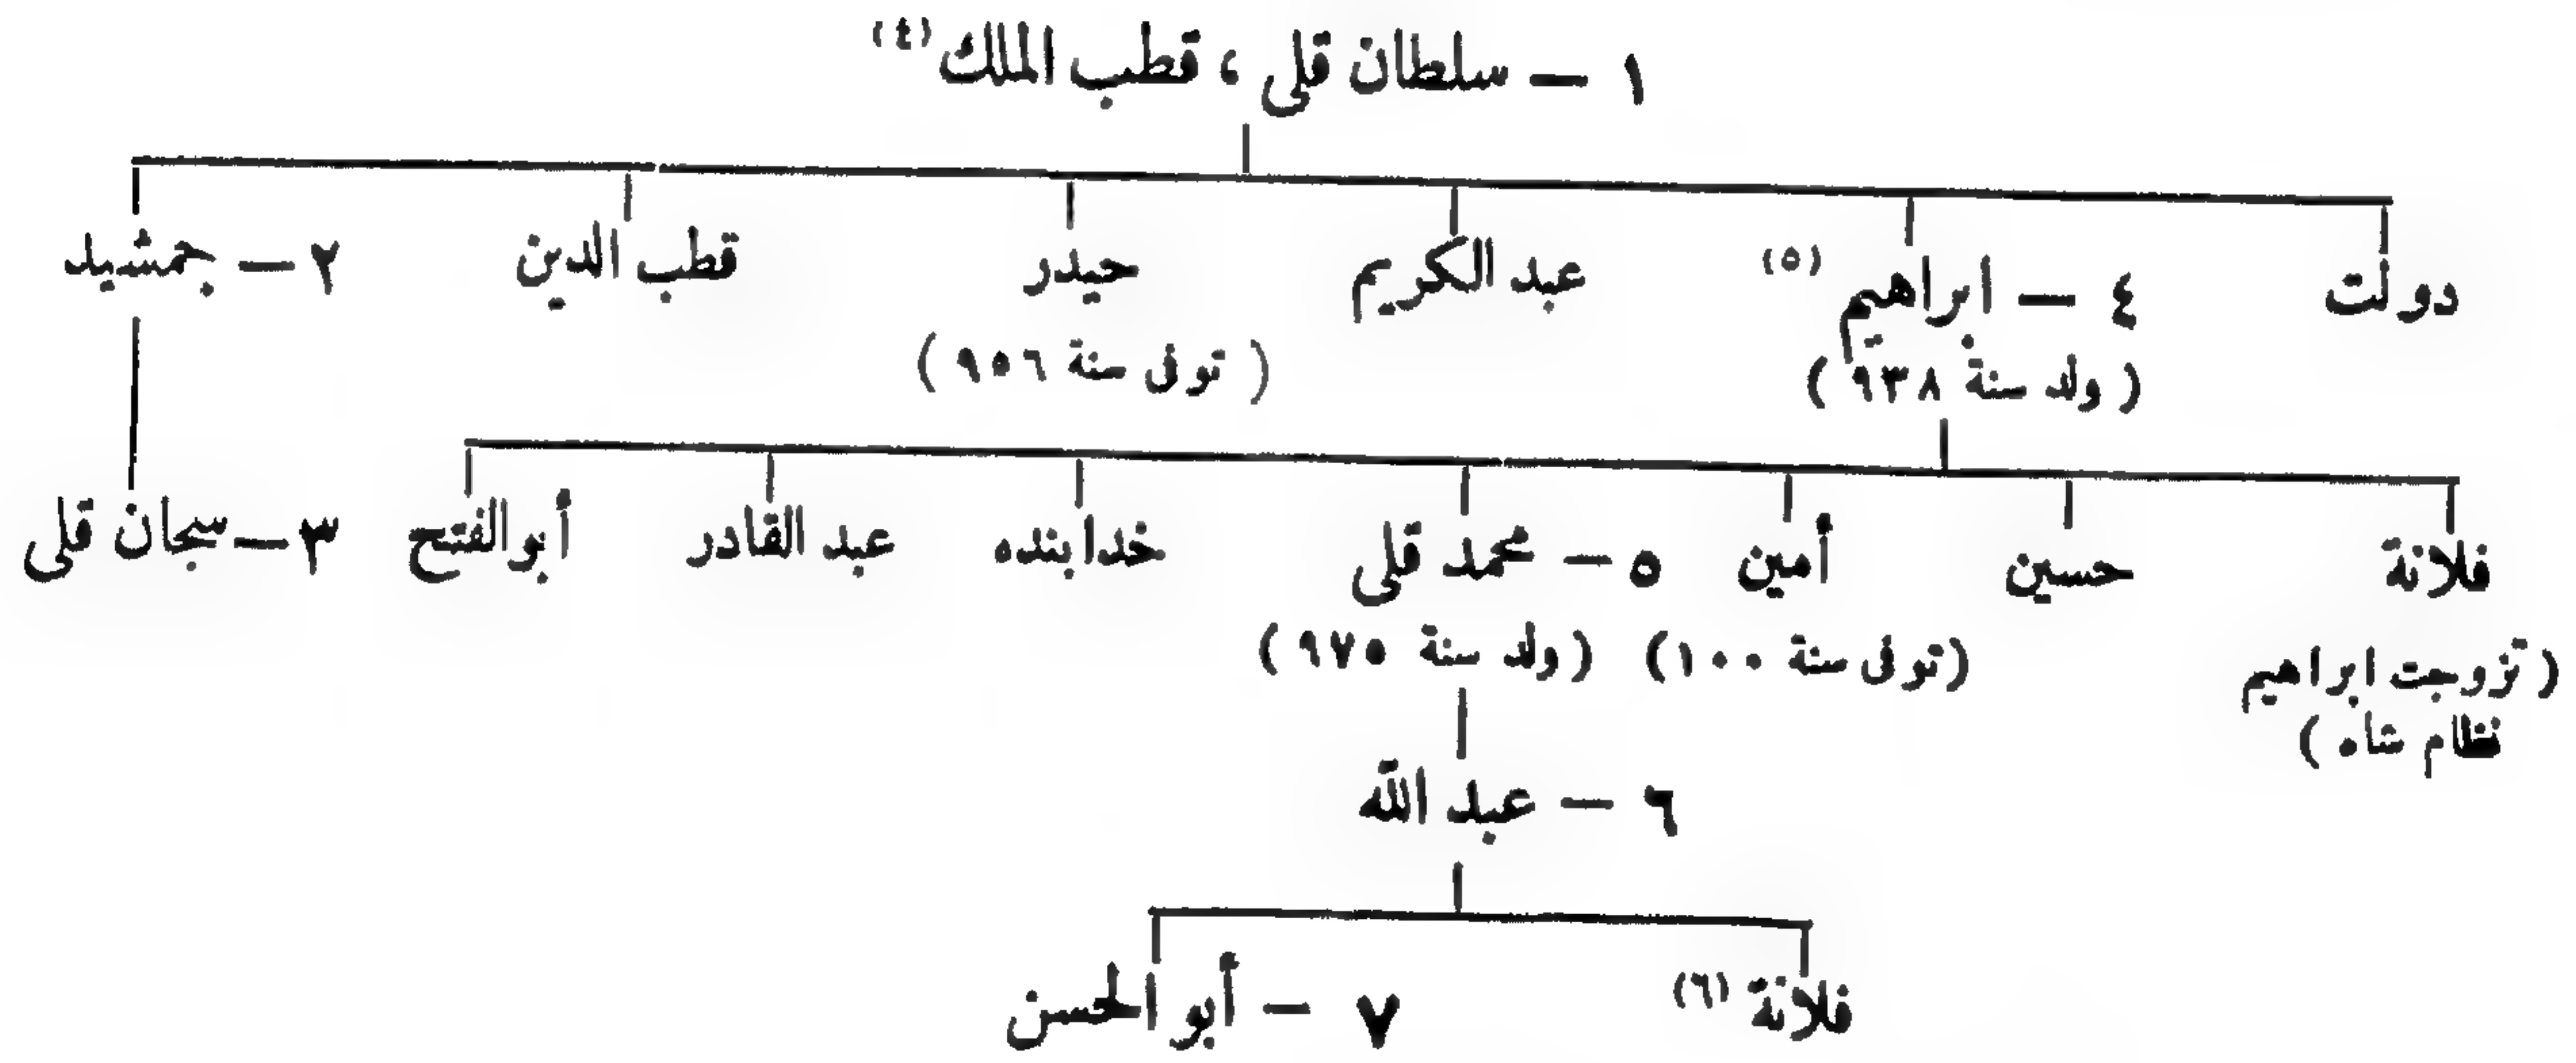 ١ — سلطان قلى ، قطب الملك (٤)
دولت
٤ — ابراهيم (٥)
عبد الكريم
حيدر
قطب الدين
٢ — جمشيد
( ولد سنة ٩٣٨ )
( توفى سنة ٩٥٦ )
فلانة
حسين
أمين
٥ — محمد قلى
خدابنده
عبد القادر
أبو الفتح
٣ — سبحان قلى
( تزوجت ابراهيم
نظام شاه )
(توفى سنة ١٠٠)
( ولد سنة ٩٧٥ )
٦ — عبد الله
فلانة (٦)
٧ — أبو الحسن